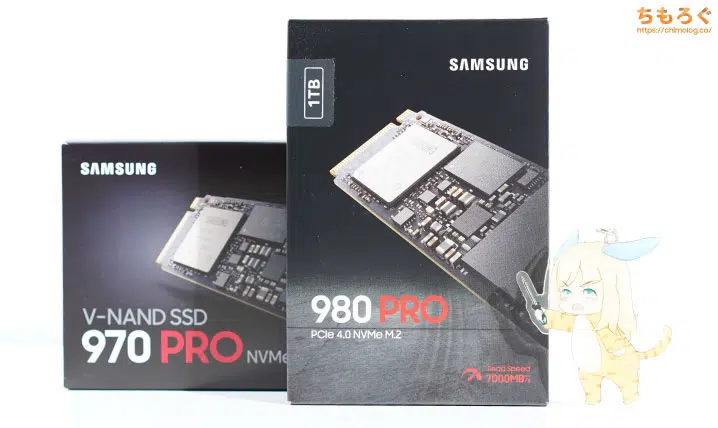 ちもろぐ
https://chimolog.co/
SAMSUNG
1TB
980 PRO
PCIe 4.0 NVMe M.2
Read Speed
7000MB/s
SAMSUNG
V-NAND SSD
970 PRO NVMe